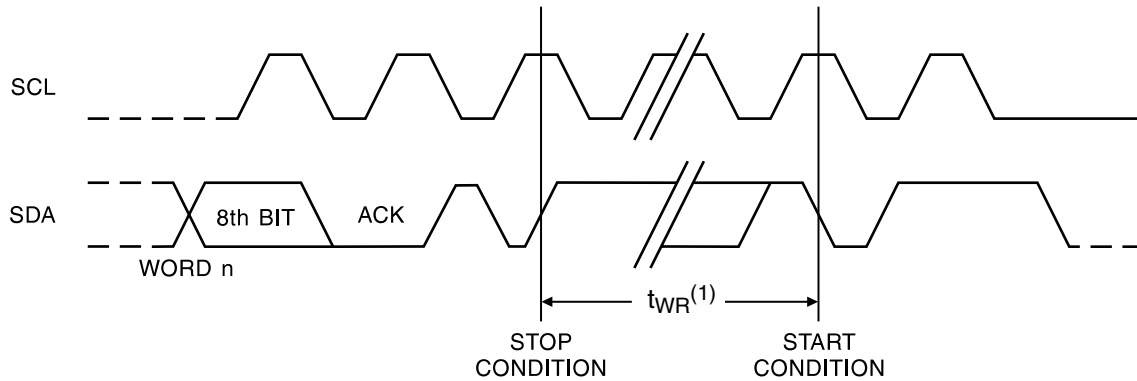 SCL
SDA
8th BIT
ACK
WORD n
tWR(1)
STOP
CONDITION
START
CONDITION